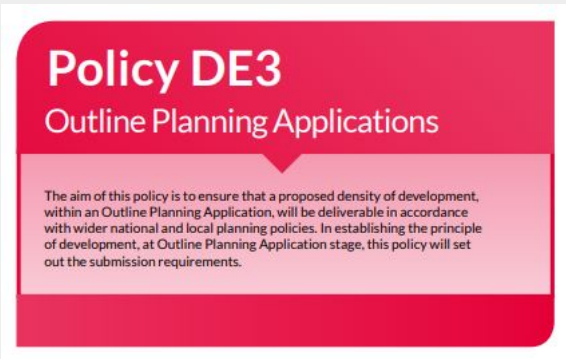 Policy DE3
Outline Planning Applications
The aim of this policy is to ensure that a proposed density of development,
within an Outline Planning Application, will be deliverable in accordance
with wider national and local planning policies. In establishing the principle
of development, at Outline Planning Application stage, this policy will set
out the submission requirements.